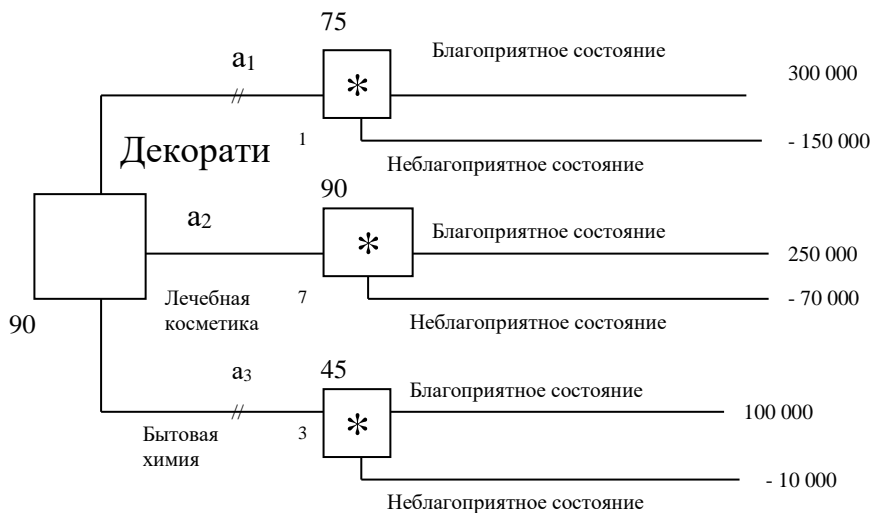 75
Благоприятное состояние
a1
300 000
*
1
- 150 000
Декорати
Неблагоприятное состояние
90
a2
Благоприятное состояние
*
250 000
Лечебная
косметика
7
- 70 000
90
Неблагоприятное состояние
a3
45
Благоприятное состояние
100 000
*
Бытовая
химия
3
- 10 000
Неблагоприятное состояние